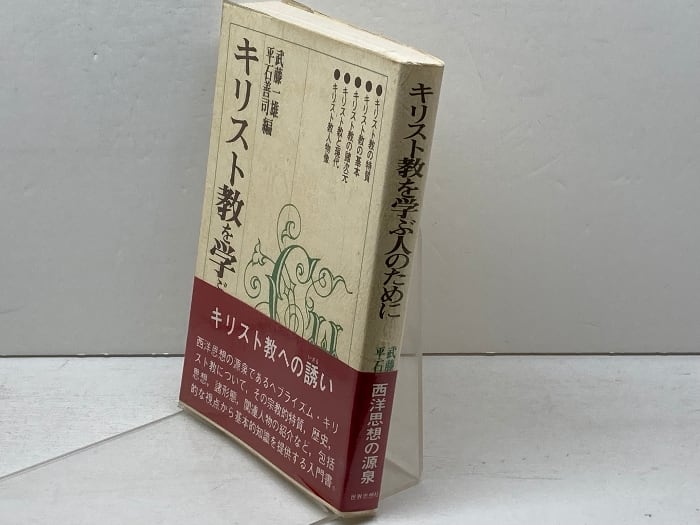 キリスト教の特質
キリスト教の基本
キリスト教の諸次元
キリスト教と現代
キリスト教人物像
武藤一雄
平石善司編
キリスト教を学ぶ
キリスト教への誘い
いざな
西洋思想の源泉であるヘブライズム・キリ
スト教について、その宗教的特質，歴史，
思想，諸形態，関連人物の紹介など，包括
的な視点から基本的知識を提供する入門書。
キリスト教を学ぶ人のために
武藤
平石
西洋思想の源泉
世界思想社